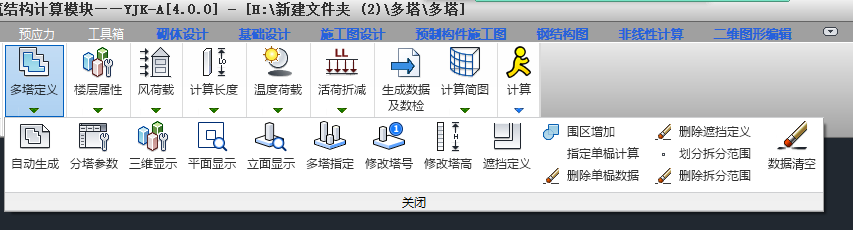 结构计算模块——YJK-A[4.0.0] - [H:\新建文件夹 (2)\多塔\多塔]
预应力 工具箱 砌体设计 基础设计 施工图设计 预制构件施工图 钢结构图 非线性计算 二维图形编辑
LL
多塔定义 楼层属性 风荷载 计算长度 温度荷载 活荷折减 生成数据及数检 计算简图 计算
自动生成 分塔参数 三维显示 平面显示 立面显示 多塔指定 修改塔号 修改塔高 遮挡定义 数据清空
围区增加 删除遮挡定义
指定单榀计算 划分拆分范围
删除单榀数据 删除拆分范围
关闭